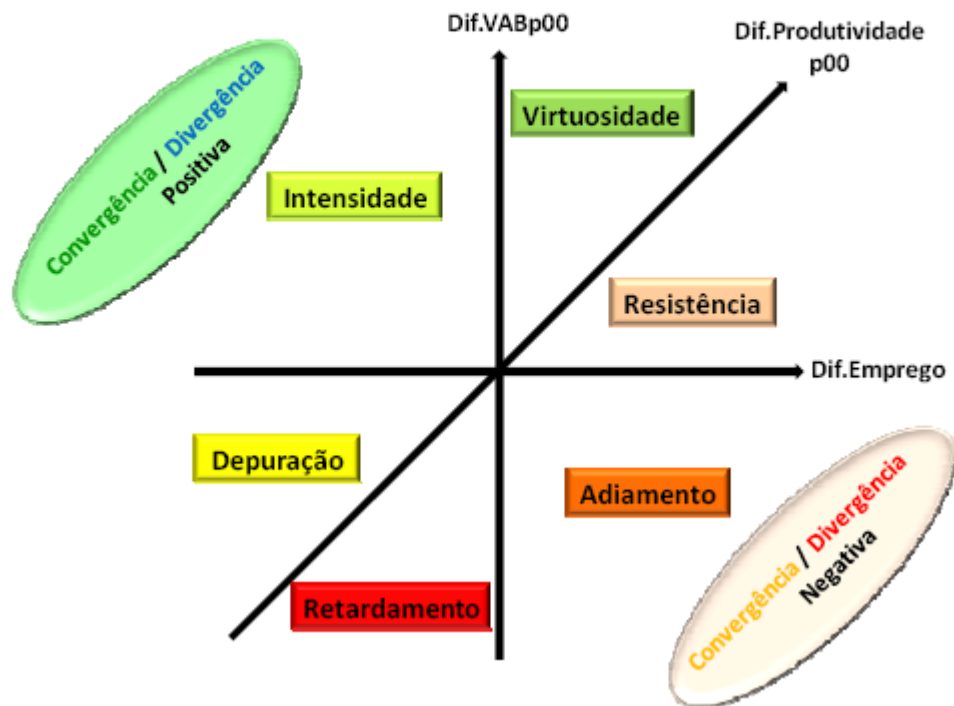 Dif.VABp00
Dif.Produtividade
p00
Virtuosidade
Convergência / Divergência
Positiva
Intensidade
Resistência
Dif.Emprego
Depuração
Adiamento
Convergência / Divergência
Negativa
Retardamento